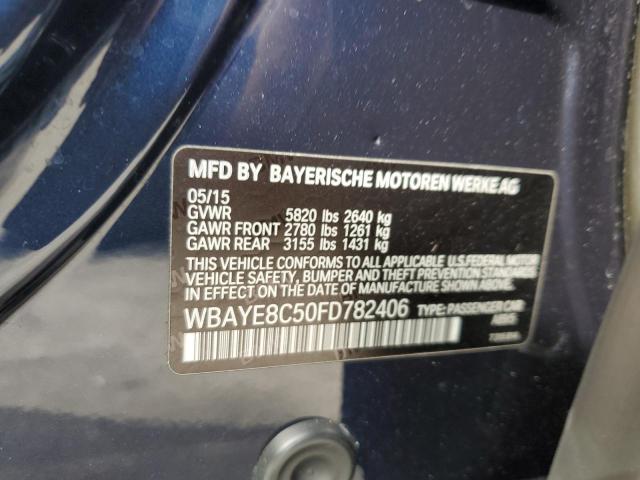 MFD BY BAYERISCHE MOTOREN WERKE AG
05/15
GVWR 5820 lbs 2640 kg
GAWR FRONT 2780 lbs 1261 kg
GAWR REAR 3155 lbs 1431 kg
THIS VEHICLE CONFORMS TO ALL APPLICABLE U.S. FEDERAL MOTOR
VEHICLE SAFETY, BUMPER AND THEFT PREVENTION STANDARDS
IN EFFECT ON THE DATE OF MANUFACTURE SHOWN ABOVE.
WBAYE8C50FD782406 TYPE: PASSENGER CAR